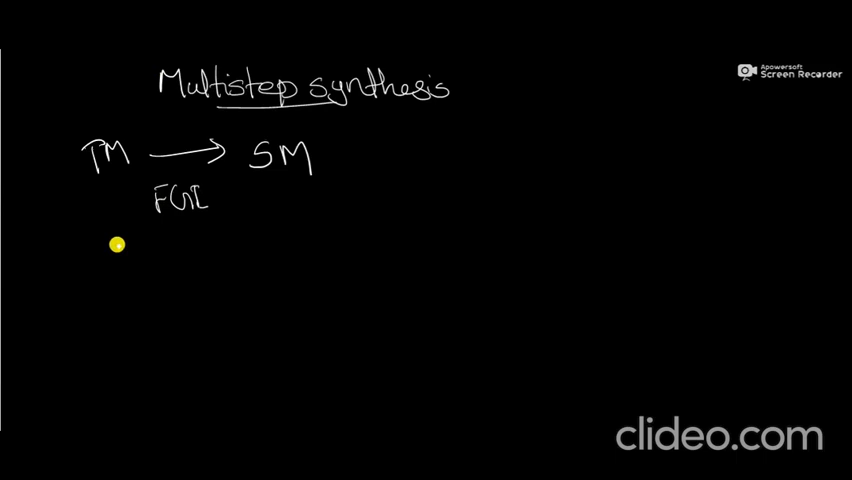 Multistep synthesis
Apowersoft
Screen Recorder
TM → SM
FGI
clideo.com